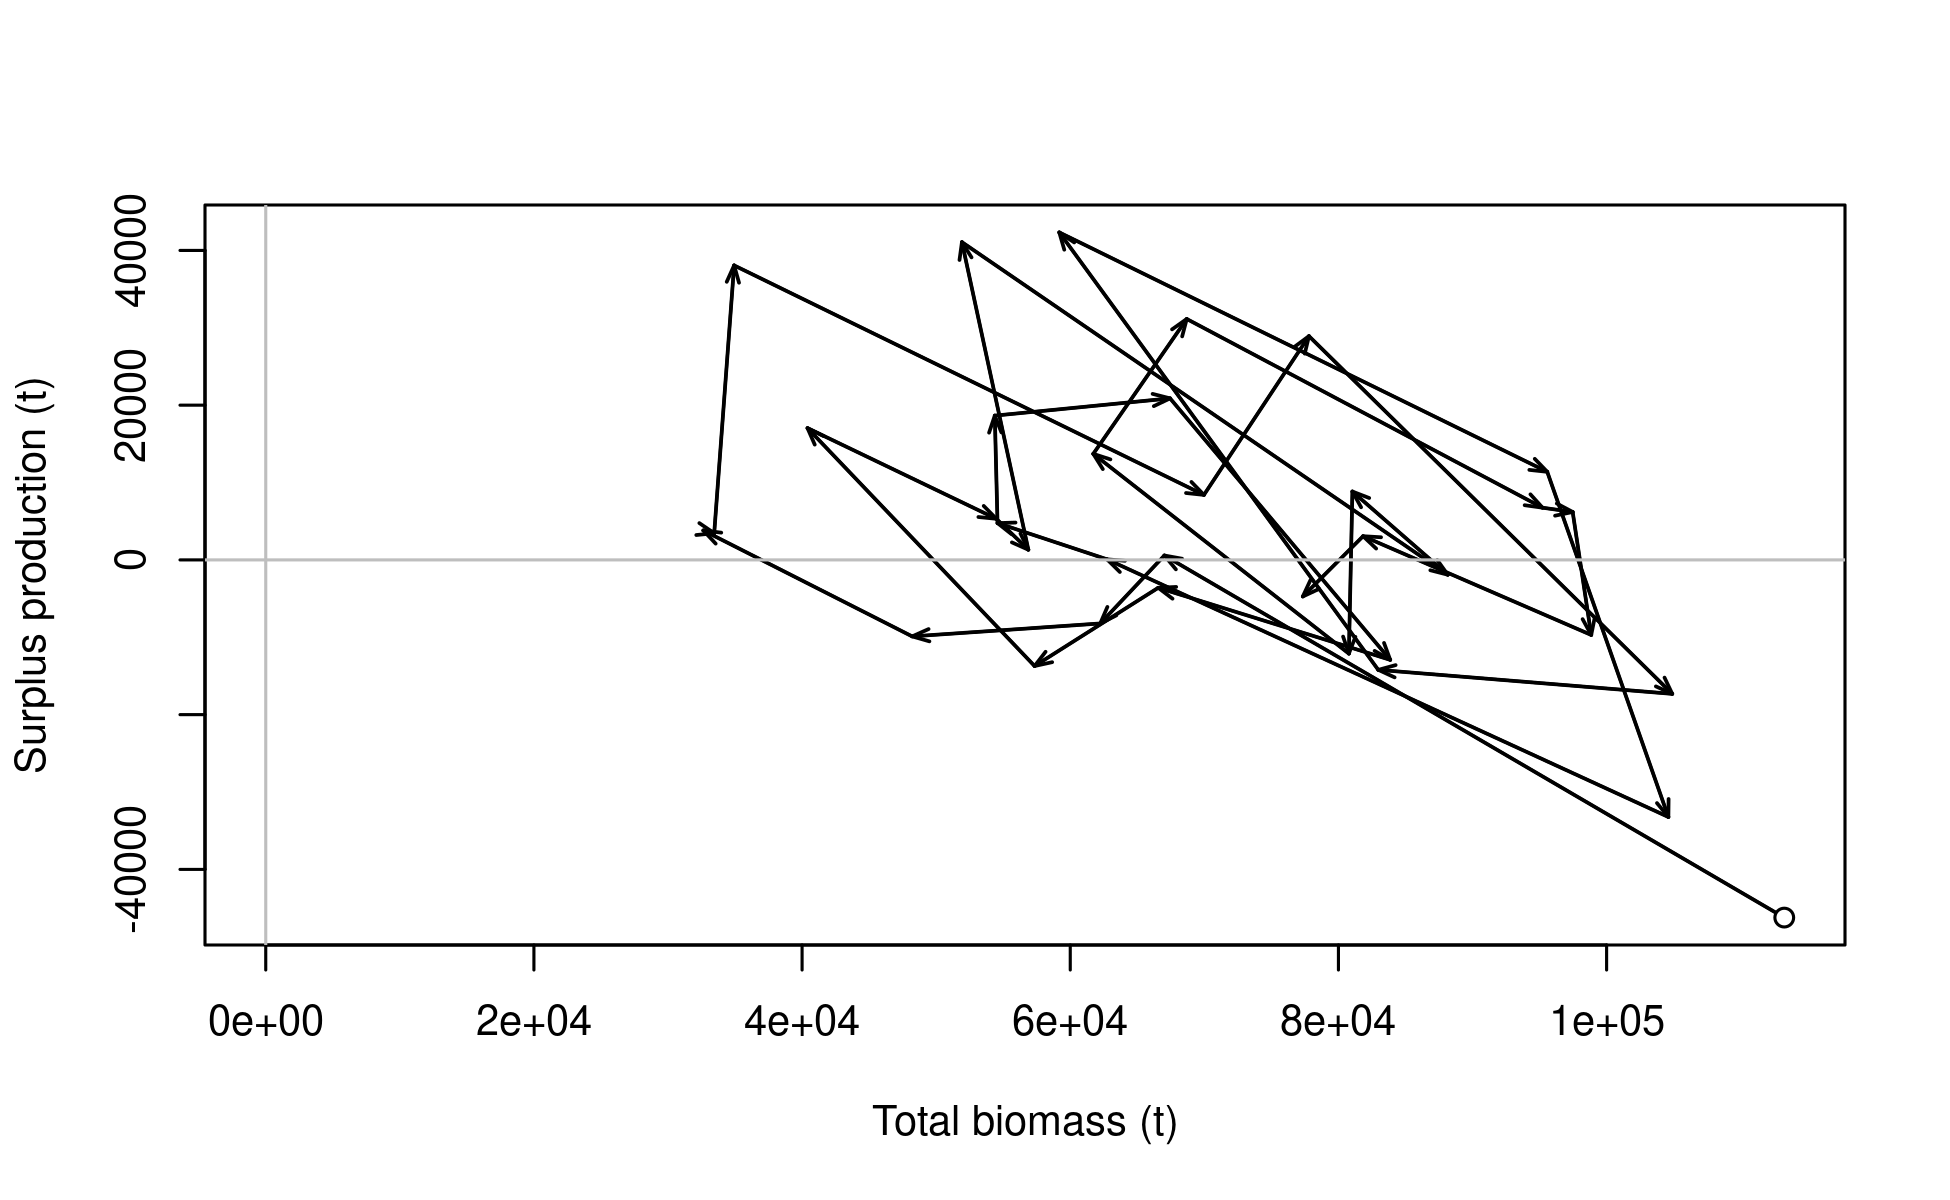 Surplus production (t)
40000
20000
0
-40000
0e+00 2e+04 4e+04 6e+04 8e+04 1e+05
Total biomass (t)